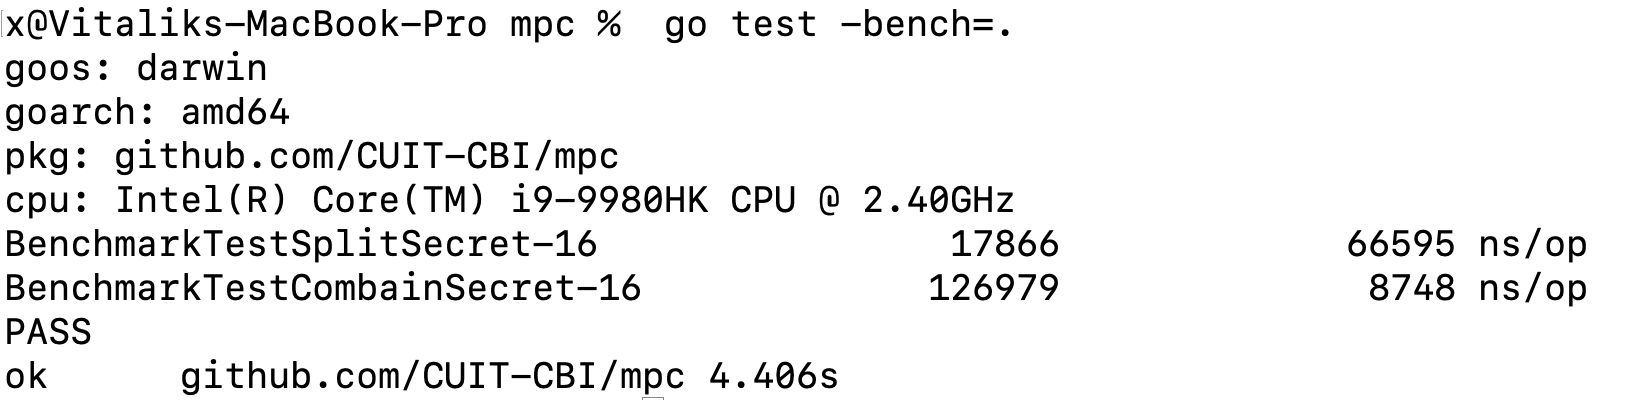 x@Vitaliks-MacBook-Pro mpc %  go test -bench=.
goos: darwin
goarch: amd64
pkg: github.com/CUIT-CBI/mpc
cpu: Intel(R) Core(TM) i9-9980HK CPU @ 2.40GHz
BenchmarkTestSplitSecret-16                17866             66595 ns/op
BenchmarkTestCombainSecret-16             126979              8748 ns/op
PASS
ok      github.com/CUIT-CBI/mpc 4.406s